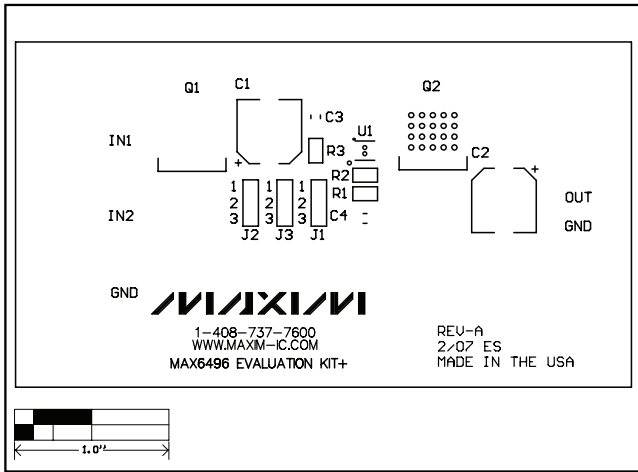 Q1
C1
Q2
C3
U1
IN1
R3
C2
R2
1 1 1
R1
OUT
2 2 2
IN2
3 3 3
C4
J2 J3 J1
GND
GND
MAXIM
1-408-737-7600
WWW.MAXIM-IC.COM
MAX6496 EVALUATION KIT+
REV-A
2/07 ES
MADE IN THE USA
1.0"